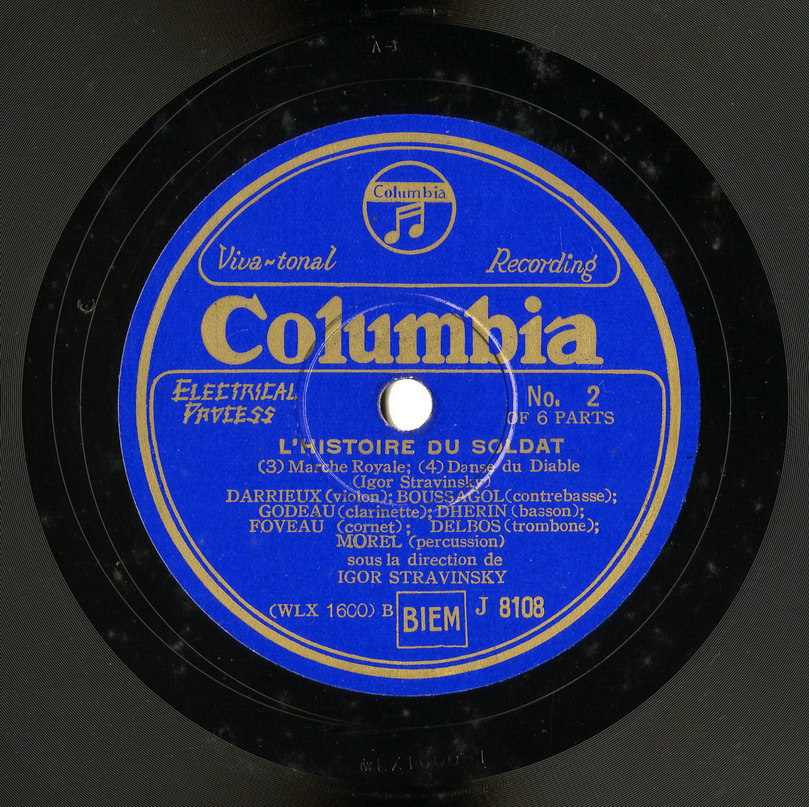 A-J
Columbia
Viva-tonal Recording
Columbia
ELECTRICAL
PROCESS
No. 2
OF 6 PARTS
L'HISTOIRE DU SOLDAT
(3) Marche Royale; (4) Danse du Diable
(Igor Stravinsky)
DARRIEUX (violon); BOUSSAGOL (contrebasse);
GODEAU (clarinette); DHERIN (basson);
FOVEAU (cornet); DELBOS (trombone);
MOREL (percussion)
sous la direction de
IGOR STRAVINSKY
(WLX 1600) B BIEM J 8108
WLX1600-1